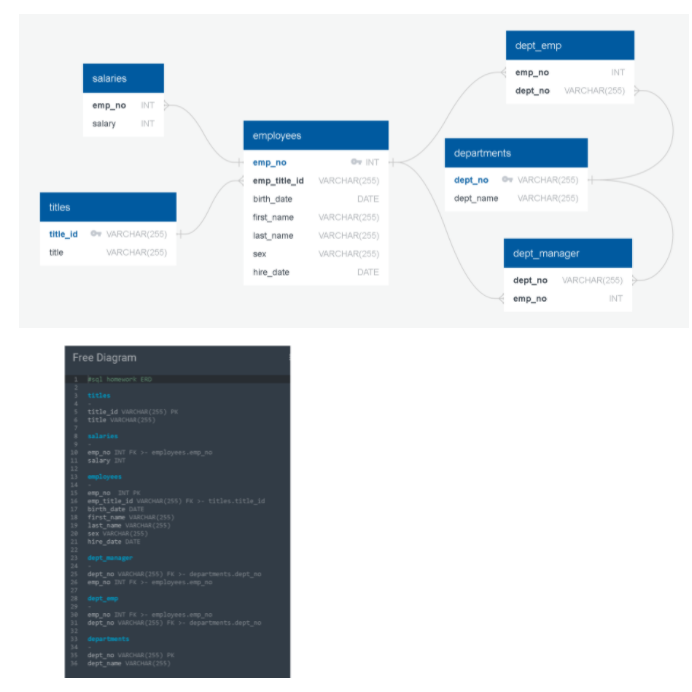 dept_emp
emp_no INT
dept_no VARCHAR(255)
salaries
emp_no INT
salary INT
employees
emp_no INT
emp_title_id VARCHAR(255)
birth_date DATE
first_name VARCHAR(255)
last_name VARCHAR(255)
sex VARCHAR(255)
hire_date DATE
departments
dept_no VARCHAR(255)
dept_name VARCHAR(255)
titles
title_id VARCHAR(255)
title VARCHAR(255)
dept_manager
dept_no VARCHAR(255)
emp_no INT
Free Diagram
1 #sql homework ERD
2
3 titles
4 -
5 title_id VARCHAR(255) PK
6 title VARCHAR(255)
7
8 salaries
9 -
10 emp_no INT FK >- employees.emp_no
11 salary INT
12
13 employees
14 -
15 emp_no INT PK
16 emp_title_id VARCHAR(255) FK >- titles.title_id
17 birth_date DATE
18 first_name VARCHAR(255)
19 last_name VARCHAR(255)
20 sex VARCHAR(255)
21 hire_date DATE
22
23 dept_manager
24 -
25 dept_no VARCHAR(255) FK >- departments.dept_no
26 emp_no INT FK >- employees.emp_no
27
28 dept_emp
29 -
30 emp_no INT FK >- employees.emp_no
31 dept_no VARCHAR(255) FK >- departments.dept_no
32
33 departments
34 -
35 dept_no VARCHAR(255) PK
36 dept_name VARCHAR(255)